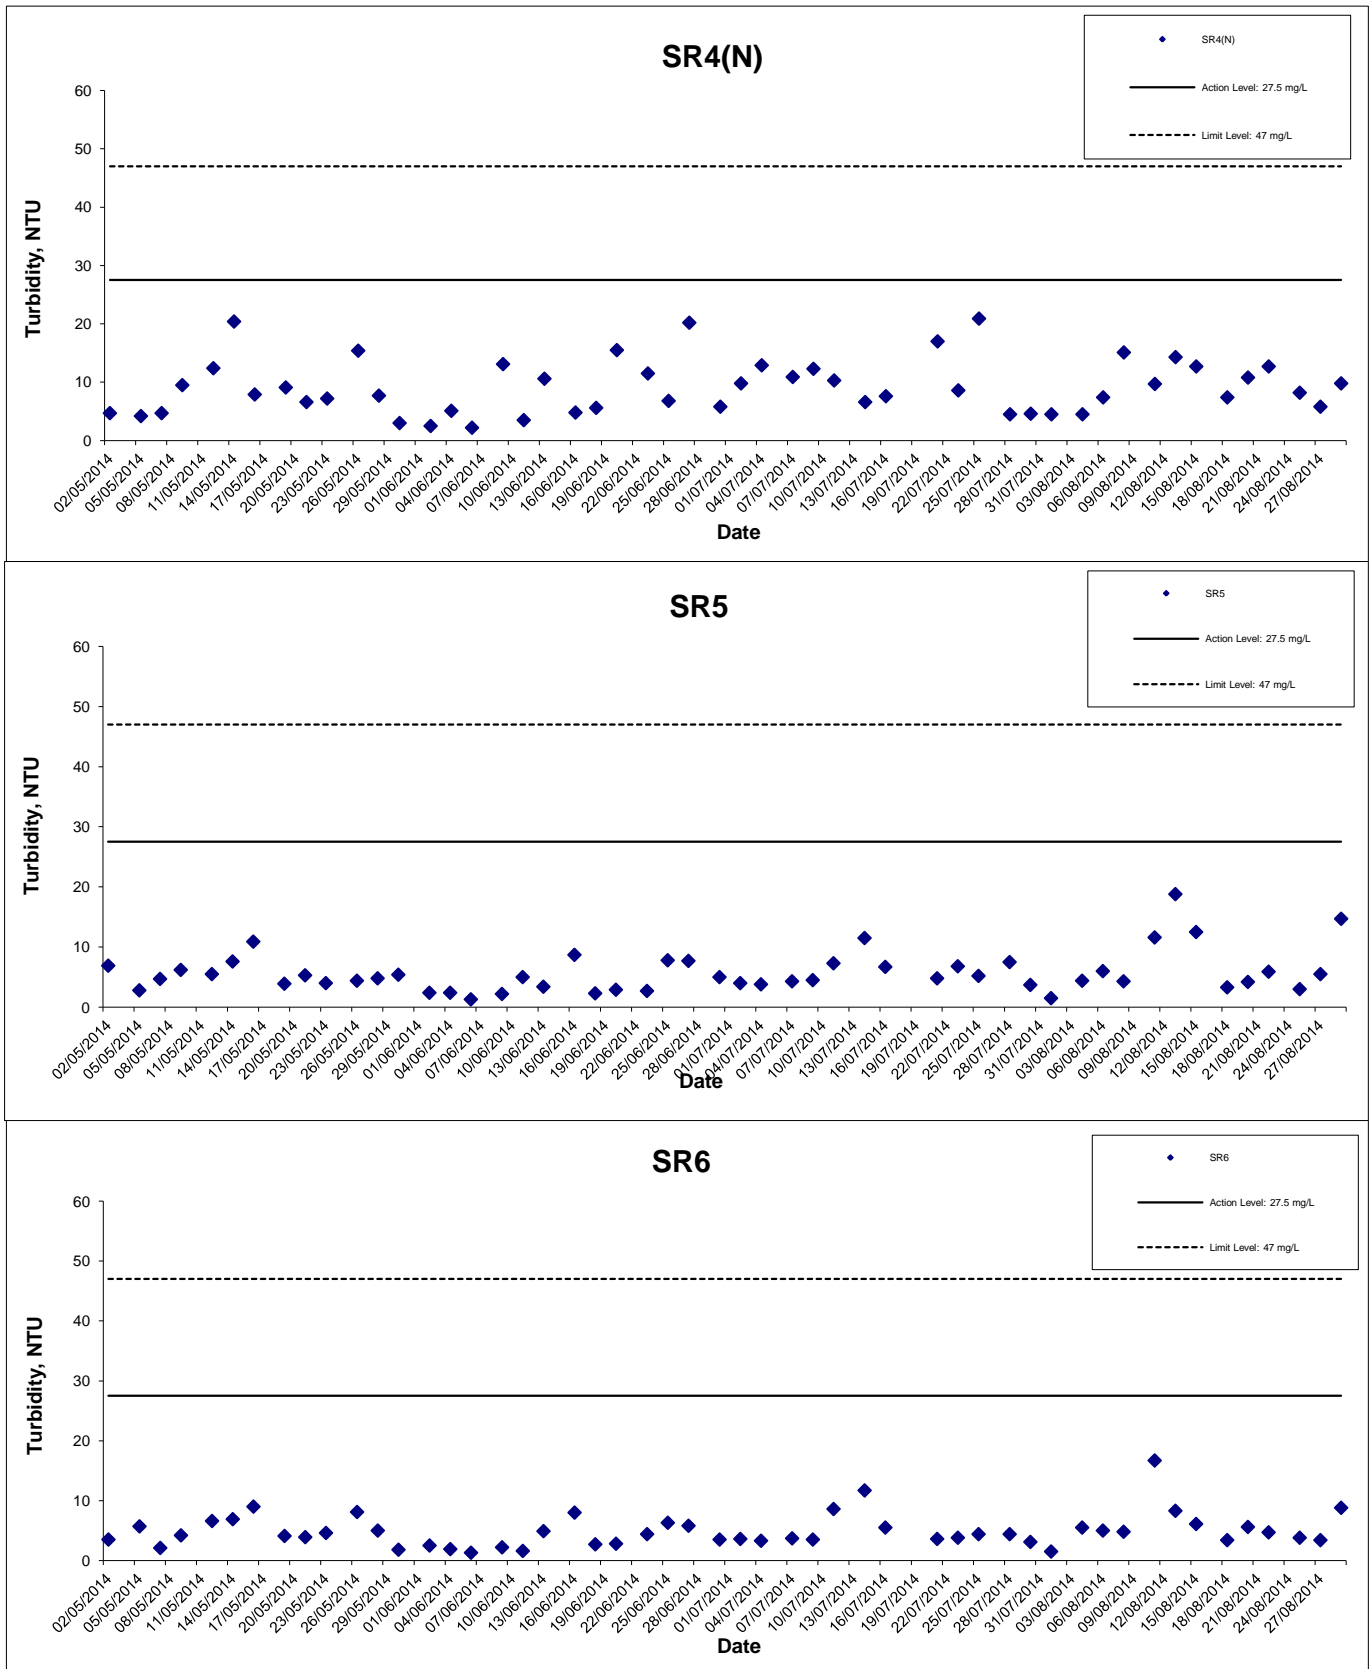 SR4(N)
SR4(N)
Action Level: 27.5 mg/L
Limit Level: 47 mg/L
60
50
40
30
20
10
0
Turbidity, NTU
02/05/2014 05/05/2014 08/05/2014 11/05/2014 14/05/2014 17/05/2014 20/05/2014 23/05/2014 26/05/2014 29/05/2014 01/06/2014 04/06/2014 07/06/2014 10/06/2014 13/06/2014 16/06/2014 19/06/2014 22/06/2014 25/06/2014 28/06/2014 01/07/2014 04/07/2014 07/07/2014 10/07/2014 13/07/2014 16/07/2014 19/07/2014 22/07/2014 25/07/2014 28/07/2014 31/07/2014 03/08/2014 06/08/2014 09/08/2014 12/08/2014 15/08/2014 18/08/2014 21/08/2014 24/08/2014 27/08/2014
Date
SR5
SR5
Action Level: 27.5 mg/L
Limit Level: 47 mg/L
60
50
40
30
20
10
0
Turbidity, NTU
02/05/2014 05/05/2014 08/05/2014 11/05/2014 14/05/2014 17/05/2014 20/05/2014 23/05/2014 26/05/2014 29/05/2014 01/06/2014 04/06/2014 07/06/2014 10/06/2014 13/06/2014 16/06/2014 19/06/2014 22/06/2014 25/06/2014 28/06/2014 01/07/2014 04/07/2014 07/07/2014 10/07/2014 13/07/2014 16/07/2014 19/07/2014 22/07/2014 25/07/2014 28/07/2014 31/07/2014 03/08/2014 06/08/2014 09/08/2014 12/08/2014 15/08/2014 18/08/2014 21/08/2014 24/08/2014 27/08/2014
Date
SR6
SR6
Action Level: 27.5 mg/L
Limit Level: 47 mg/L
60
50
40
30
20
10
0
Turbidity, NTU
02/05/2014 05/05/2014 08/05/2014 11/05/2014 14/05/2014 17/05/2014 20/05/2014 23/05/2014 26/05/2014 29/05/2014 01/06/2014 04/06/2014 07/06/2014 10/06/2014 13/06/2014 16/06/2014 19/06/2014 22/06/2014 25/06/2014 28/06/2014 01/07/2014 04/07/2014 07/07/2014 10/07/2014 13/07/2014 16/07/2014 19/07/2014 22/07/2014 25/07/2014 28/07/2014 31/07/2014 03/08/2014 06/08/2014 09/08/2014 12/08/2014 15/08/2014 18/08/2014 21/08/2014 24/08/2014 27/08/2014
Date